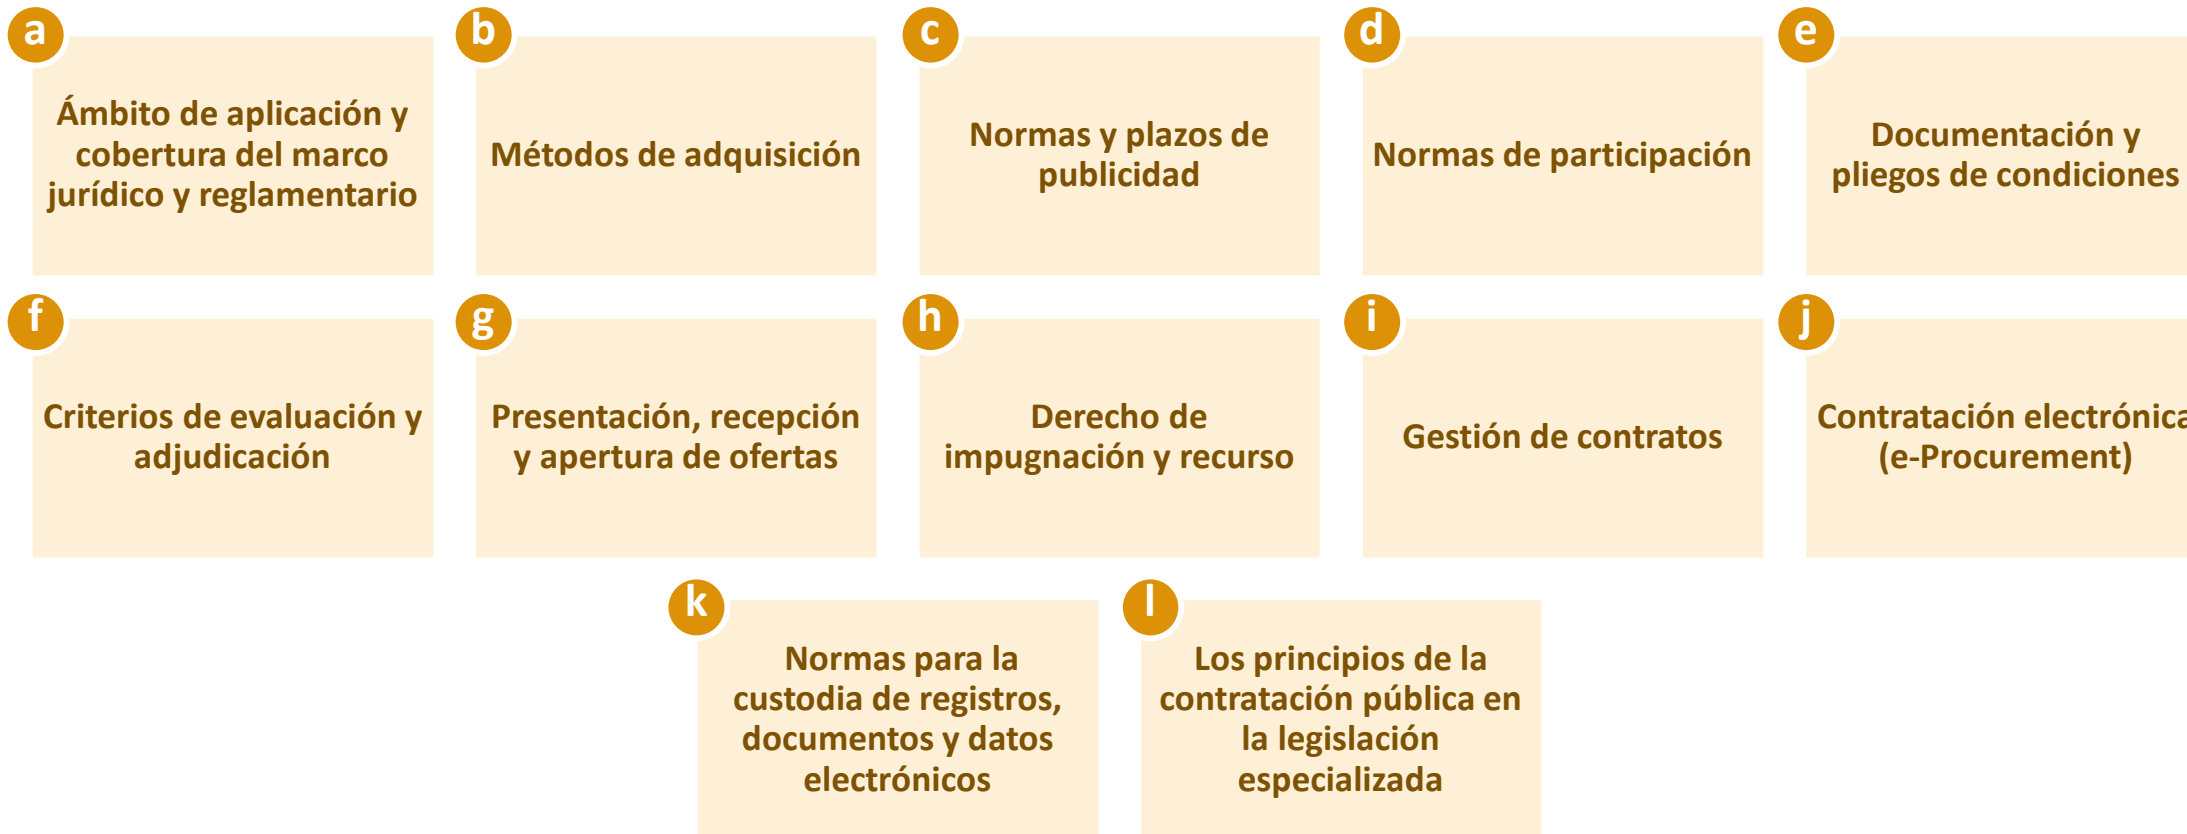 a
Ámbito de aplicación y
cobertura del marco
jurídico y reglamentario
b
Métodos de adquisición
c
Normas y plazos de
publicidad
d
Normas de participación
e
Documentación y
pliegos de condiciones
f
Criterios de evaluación y
adjudicación
g
Presentación, recepción
y apertura de ofertas
h
Derecho de
impugnación y recurso
i
Gestión de contratos
j
Contratación electrónica
(e-Procurement)
k
Normas para la
custodia de registros,
documentos y datos
electrónicos
l
Los principios de la
contratación pública en
la legislación
especializada